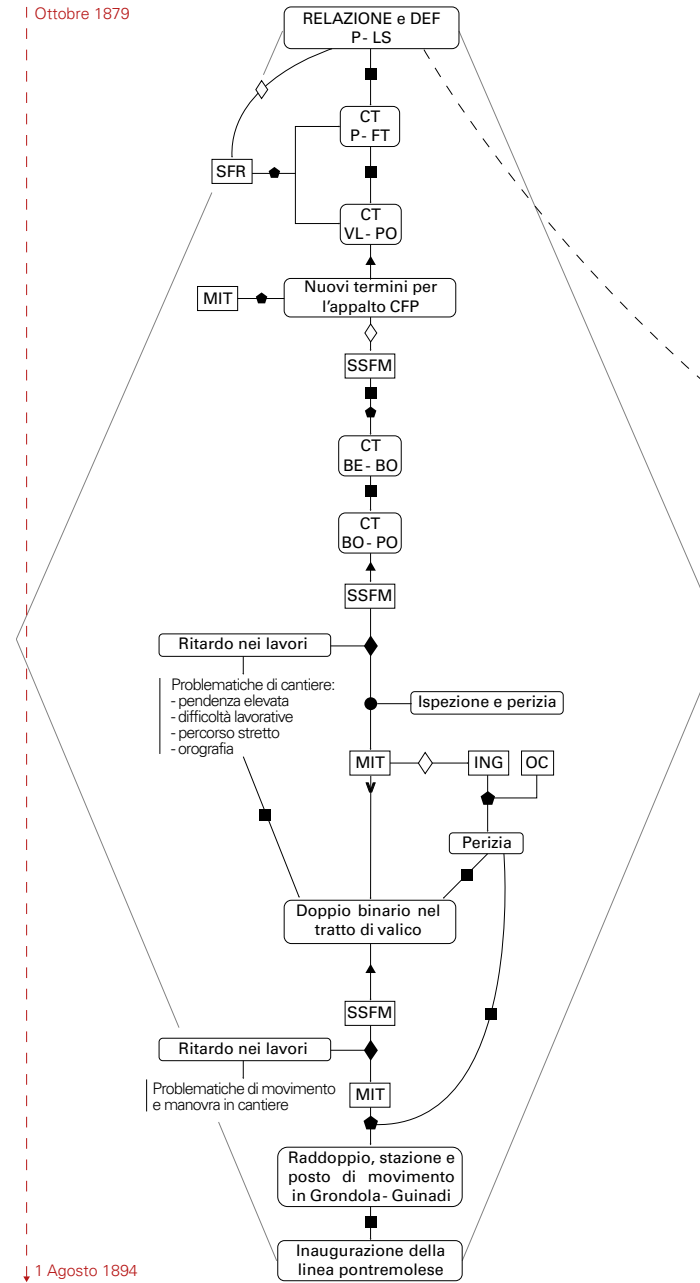 Ottobre 1879
RELAZIONE e DEF
P - LS
CT
P - FT
SFR
CT
VL - PO
MIT
Nuovi termini per
l'appalto CFP
SSFM
CT
BE - BO
CT
BO - PO
SSFM
Ritardo nei lavori
Problematiche di cantiere:
- pendenza elevata
- difficoltà lavorative
- percorso stretto
- orografia
Ispezione e perizia
MIT
ING
OC
Perizia
Doppio binario nel
tratto di valico
SSFM
Ritardo nei lavori
Problematiche di movimento
e manovra in cantiere
MIT
Raddoppio, stazione e
posto di movimento
in Grondola - Guinadi
Inaugurazione della
linea pontremolese
1 Agosto 1894